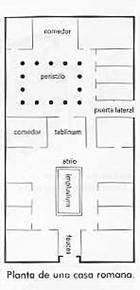 comedor
peristilo
puerta lateral
comedor
tablinum
atrio
impluvium
fauces
Planta de una casa romana.